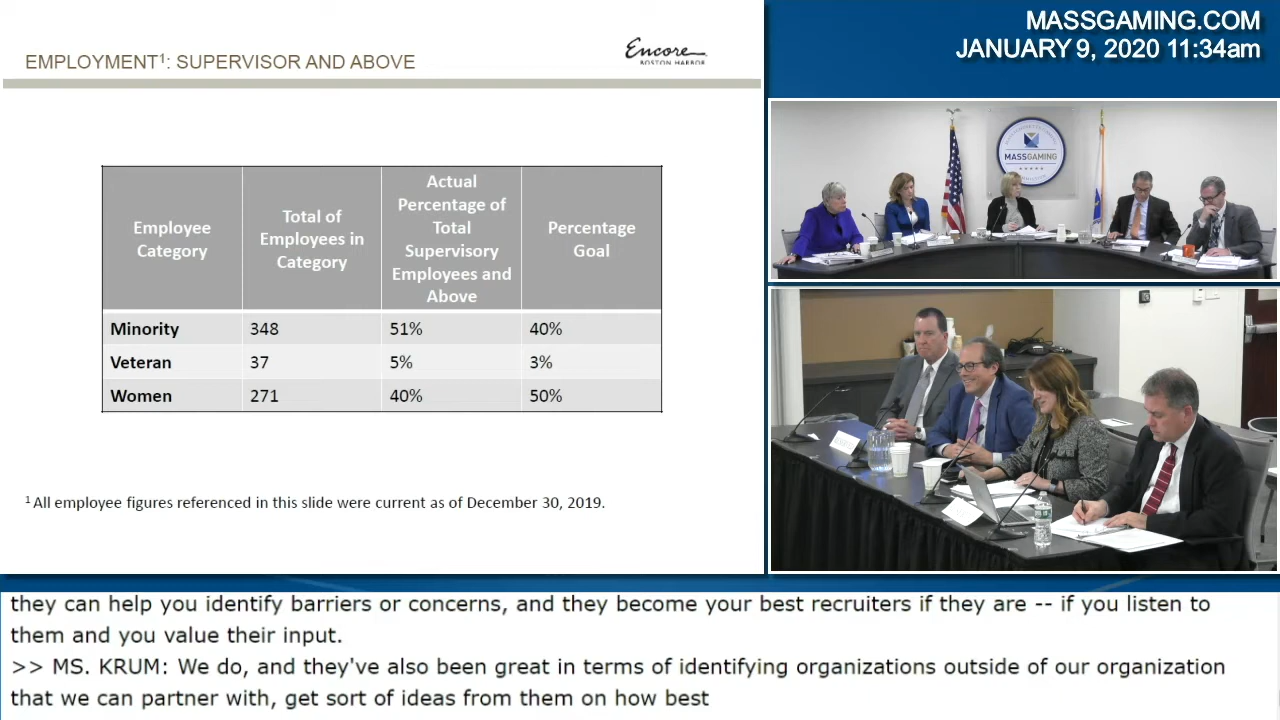 MASSGAMING.COM
JANUARY 9, 2020 11:34am
EMPLOYMENT¹: SUPERVISOR AND ABOVE
Encore
BOSTON HARBOR
Employee Category
Total of Employees in Category
Actual Percentage of Total Supervisory Employees and Above
Percentage Goal
Minority 348 51% 40%
Veteran 37 5% 3%
Women 271 40% 50%
¹ All employee figures referenced in this slide were current as of December 30, 2019.
MASSGAMING
they can help you identify barriers or concerns, and they become your best recruiters if they are -- if you listen to
them and you value their input.
>> MS. KRUM: We do, and they've also been great in terms of identifying organizations outside of our organization
that we can partner with, get sort of ideas from them on how best